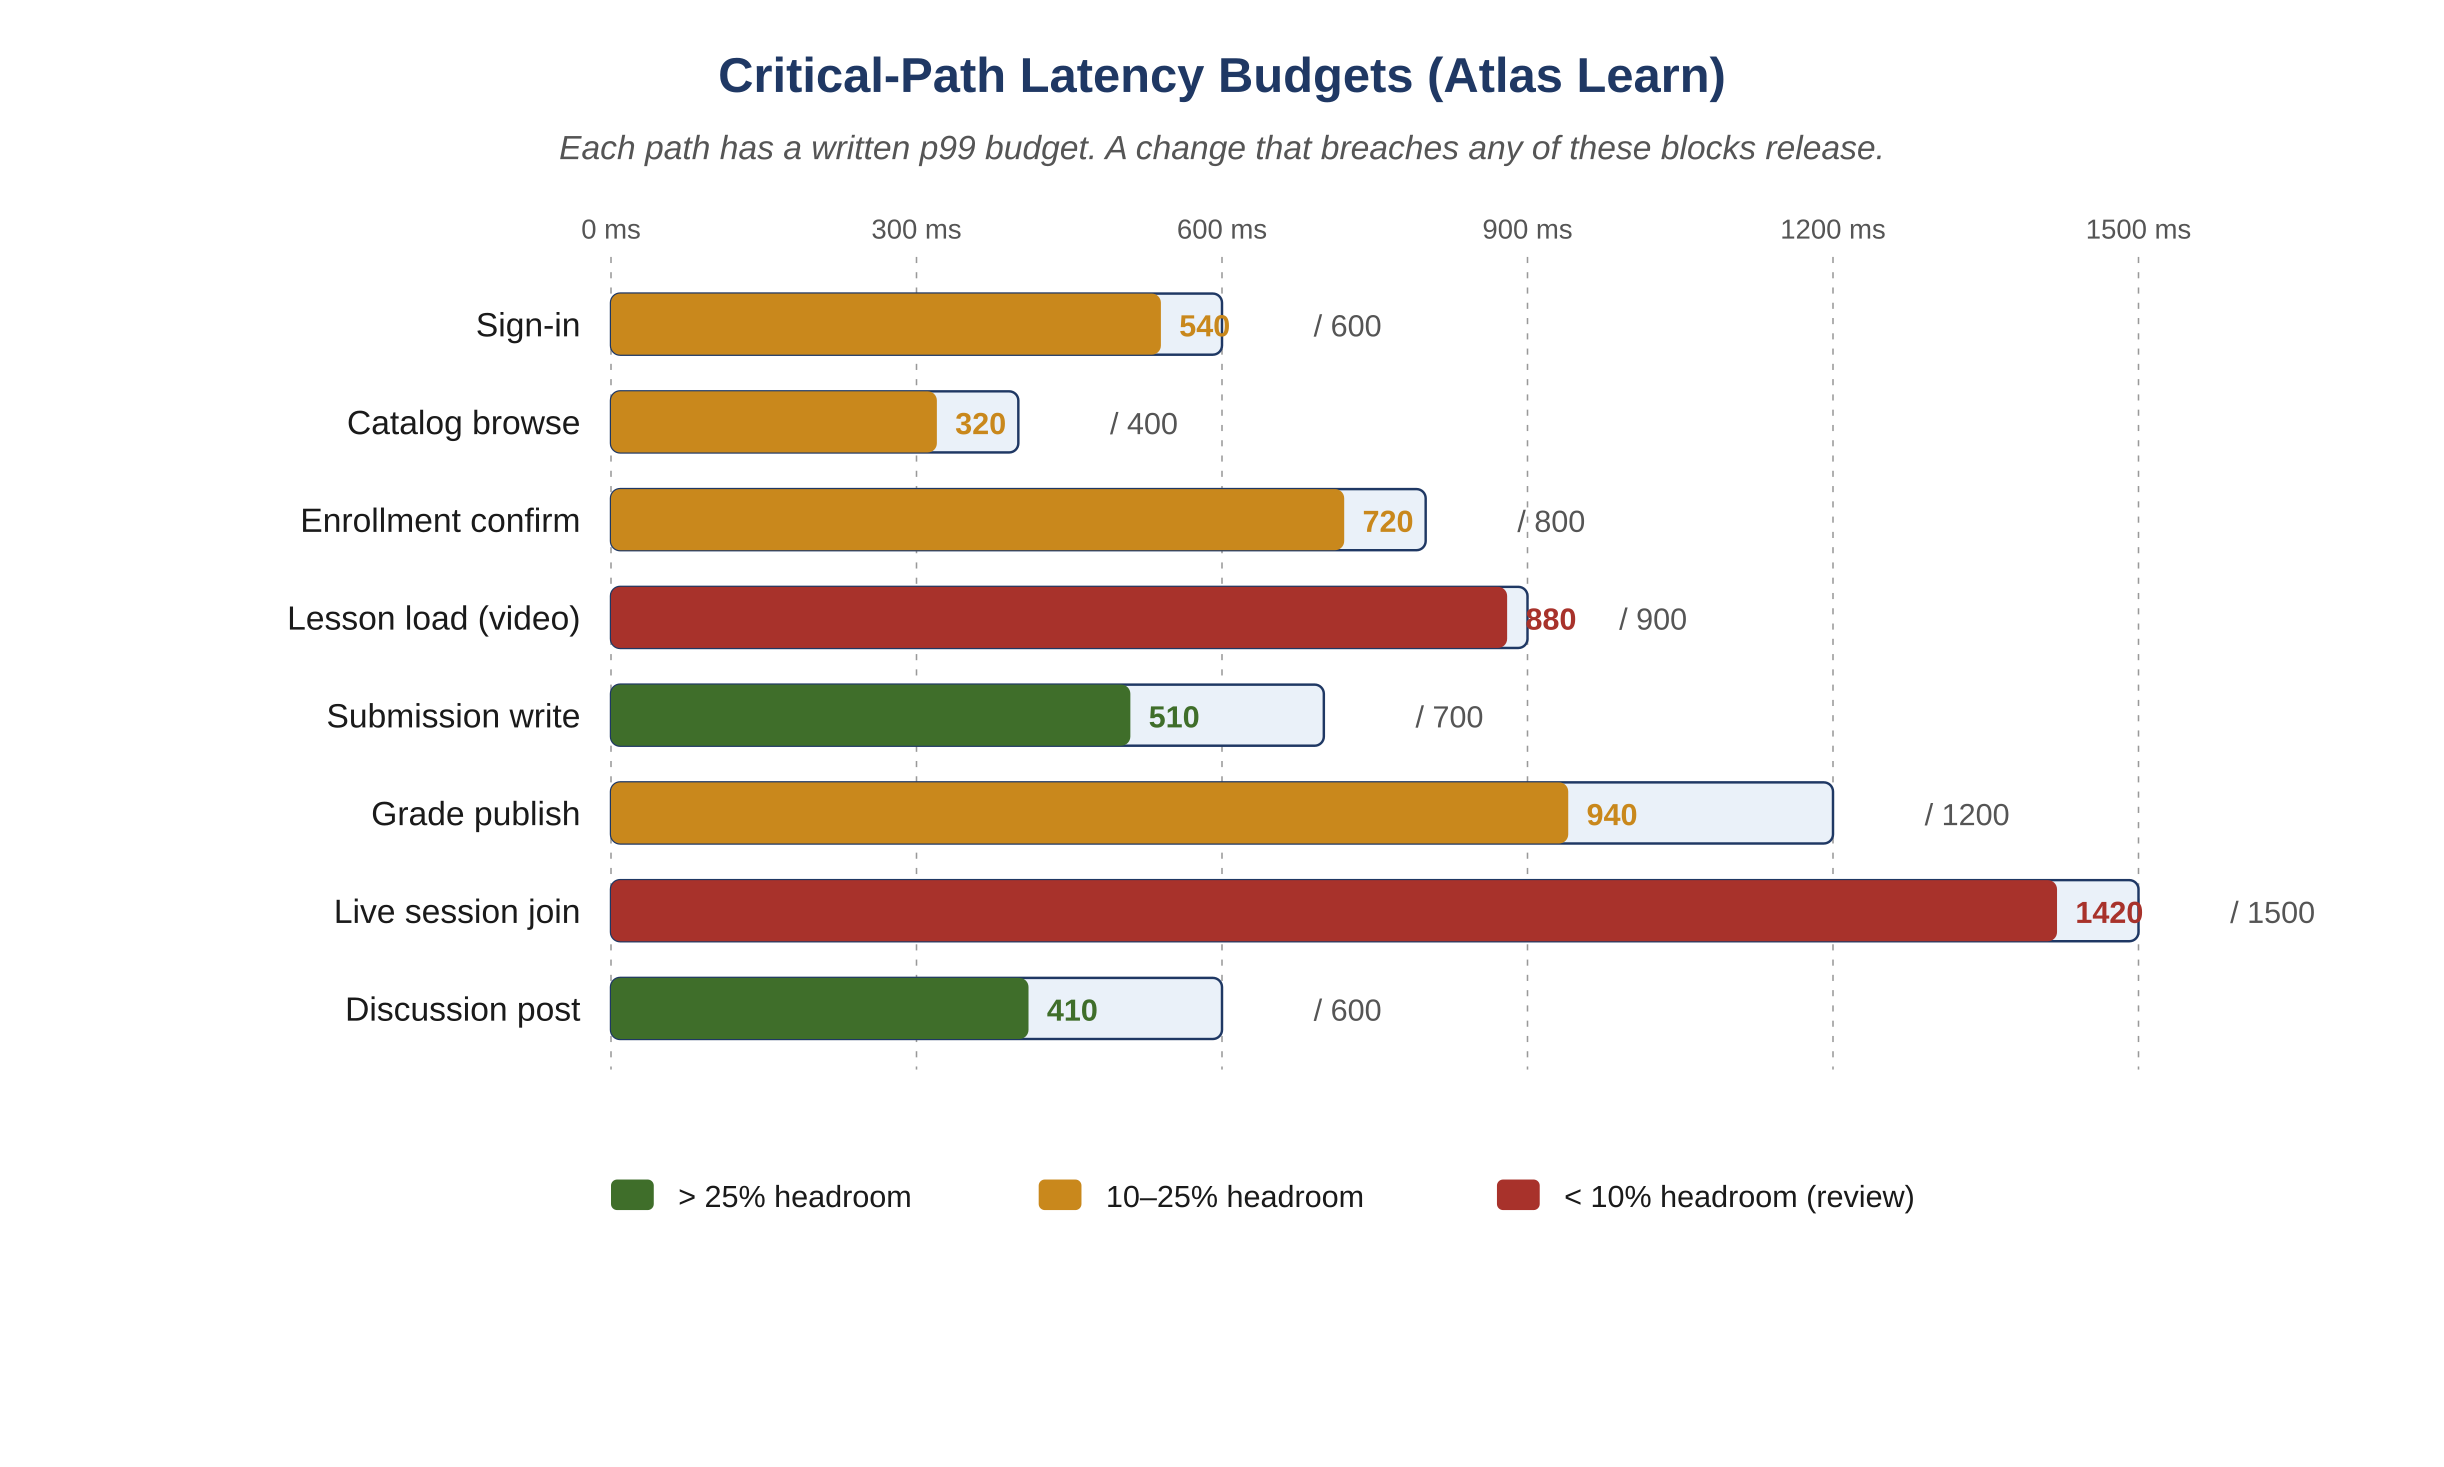 Critical-Path Latency Budgets (Atlas Learn)
Each path has a written p99 budget. A change that breaches any of these blocks release.
0 ms 300 ms 600 ms 900 ms 1200 ms 1500 ms
Sign-in 540 / 600
Catalog browse 320 / 400
Enrollment confirm 720 / 800
Lesson load (video) 880 / 900
Submission write 510 / 700
Grade publish 940 / 1200
Live session join 1420 / 1500
Discussion post 410 / 600
> 25% headroom 10–25% headroom < 10% headroom (review)